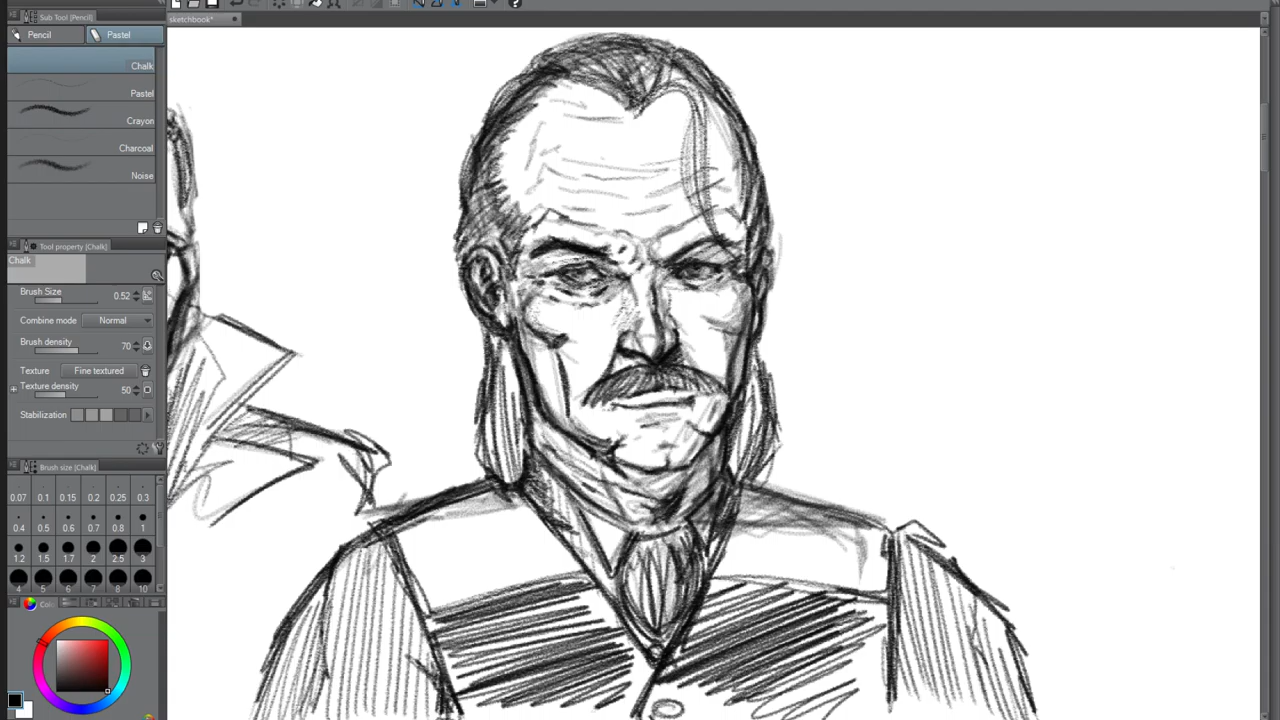 Sub Tool [Pencil]
sketchbook*
Pencil
Pastel
Chalk
Pastel
Crayon
Charcoal
Noise
Tool property [Chalk]
Chalk
Brush Size 0.52
Combine mode Normal
Brush density 70
Texture Fine textured
Texture density 50
Stabilization
Brush size [Chalk]
0.07 0.1 0.15 0.2 0.25 0.3
0.4 0.5 0.6 0.7 0.8 1
1.2 1.5 1.7 2 2.5 3
4 5 6 7 8 10